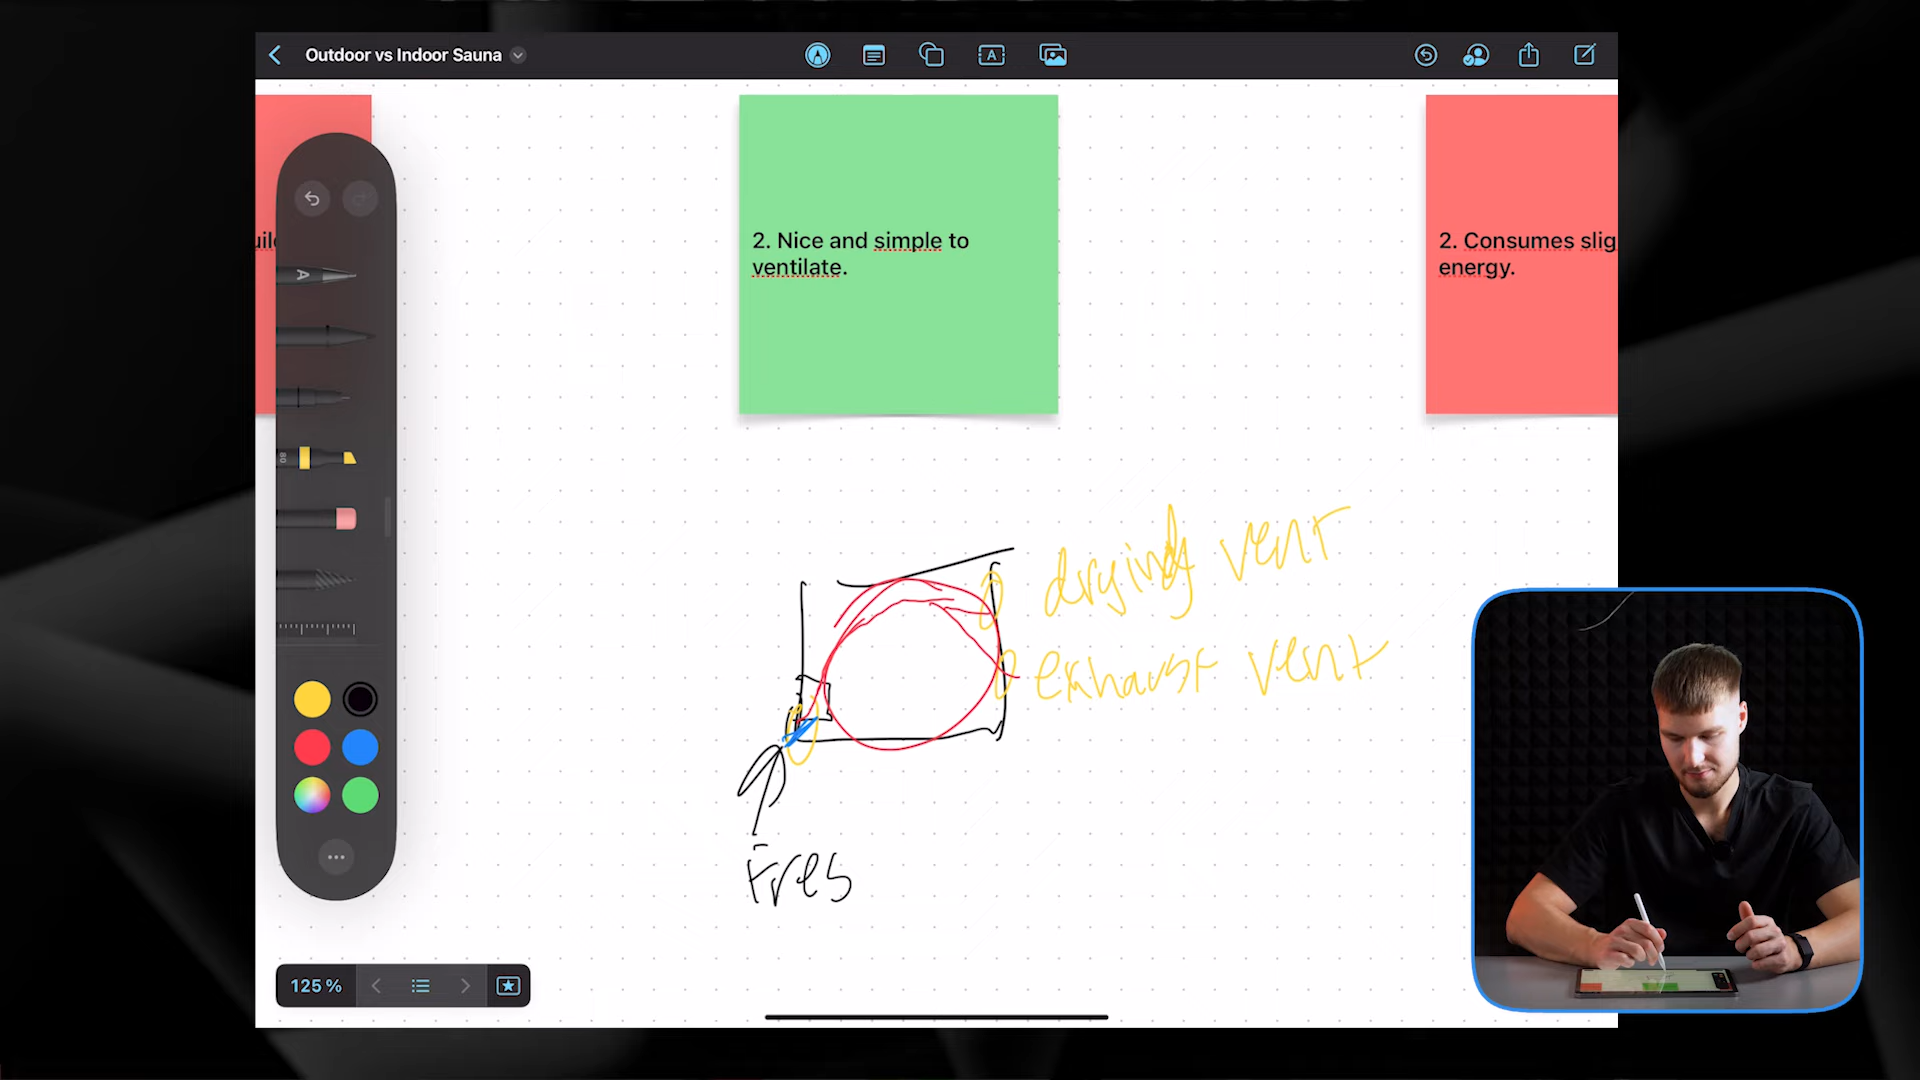 Outdoor vs Indoor Sauna
A
2. Nice and simple to
ventilate.
2. Consumes slig
energy.
A
80
drying vent
exhaust vent
Fres
125 %